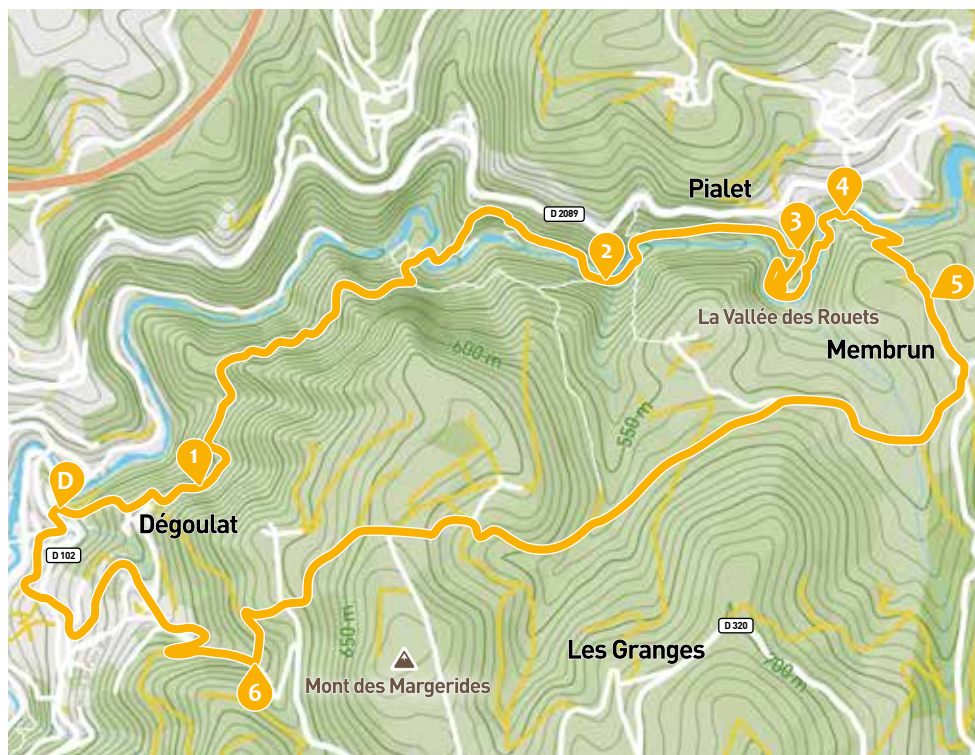 4
Pialet
D 2089
3
2
5
La Vallée des Rouets
Membrun
600 m
550 m
1
D
Dégoulat
D 102
650 m
D 320
Les Granges
700 m
6
Mont des Margerides